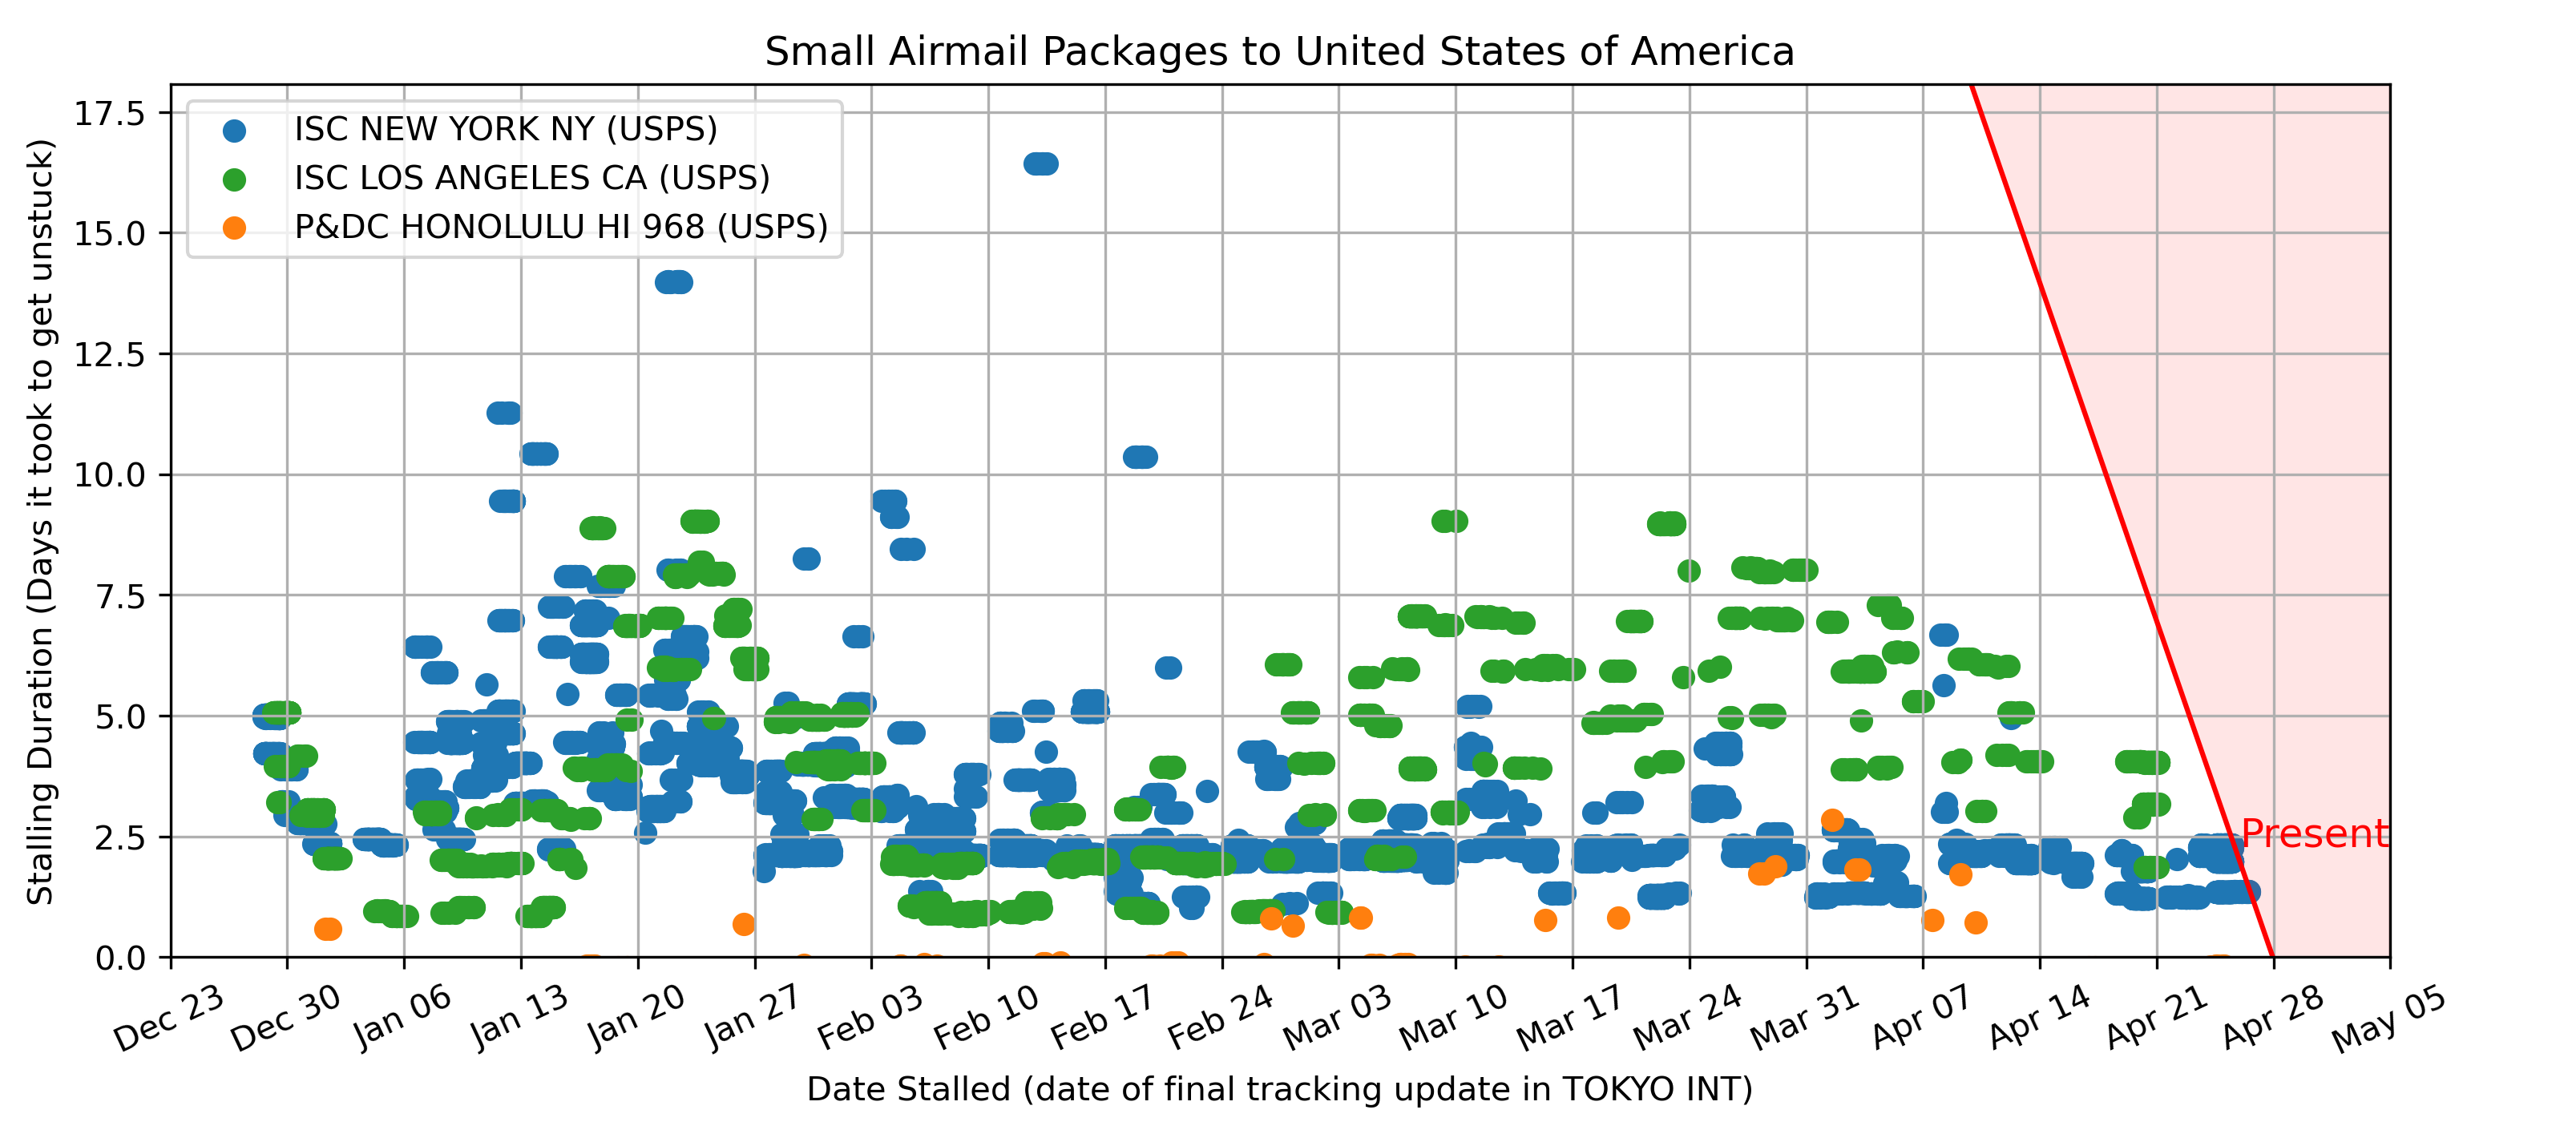 Small Airmail Packages to United States of America
ISC NEW YORK NY (USPS)
ISC LOS ANGELES CA (USPS)
P&DC HONOLULU HI 968 (USPS)
Stalling Duration (Days it took to get unstuck)
17.5
15.0
12.5
10.0
7.5
5.0
2.5
0.0
Present
Dec 23
Dec 30
Jan 06
Jan 13
Jan 20
Jan 27
Feb 03
Feb 10
Feb 17
Feb 24
Mar 03
Mar 10
Mar 17
Mar 24
Mar 31
Apr 07
Apr 14
Apr 21
Apr 28
May 05
Date Stalled (date of final tracking update in TOKYO INT)